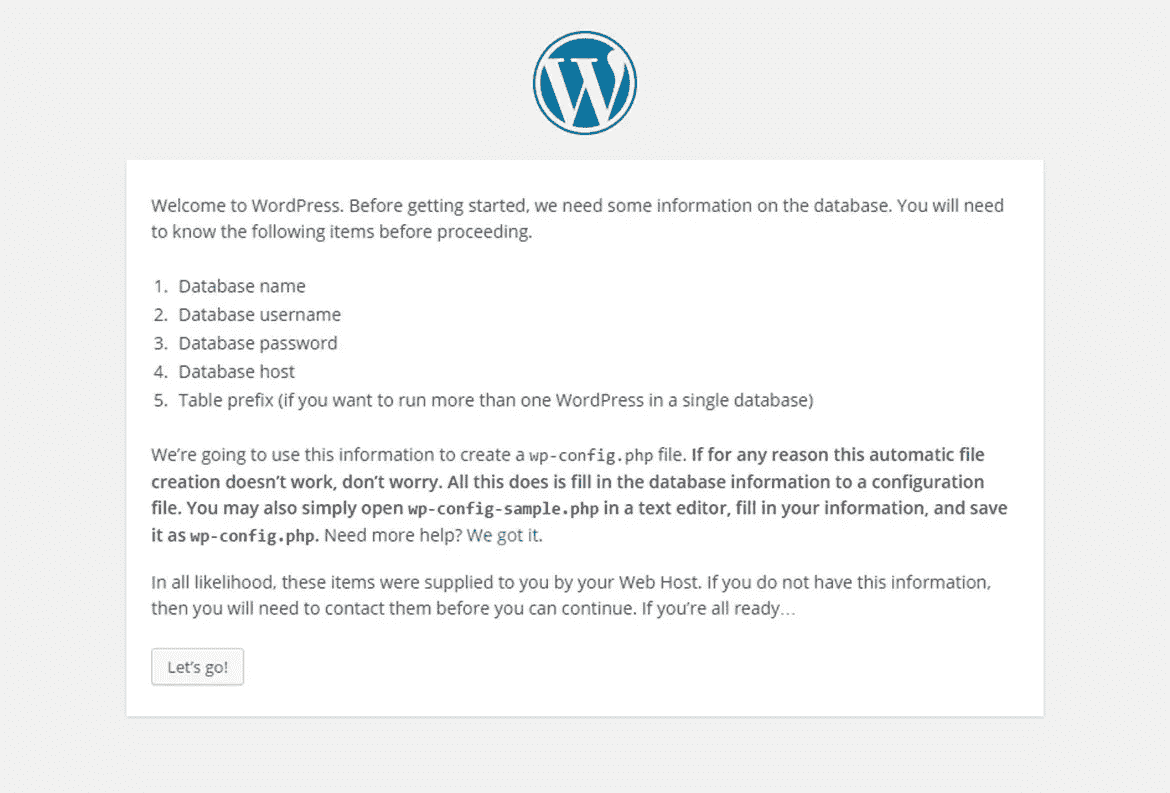 W
Welcome to WordPress. Before getting started, we need some information on the database. You will need
to know the following items before proceeding.
1. Database name
2. Database username
3. Database password
4. Database host
5. Table prefix (if you want to run more than one WordPress in a single database)
We’re going to use this information to create a wp-config.php file. If for any reason this automatic file
creation doesn’t work, don’t worry. All this does is fill in the database information to a configuration
file. You may also simply open wp-config-sample.php in a text editor, fill in your information, and save
it as wp-config.php. Need more help? We got it.
In all likelihood, these items were supplied to you by your Web Host. If you do not have this information,
then you will need to contact them before you can continue. If you’re all ready…
Let’s go!